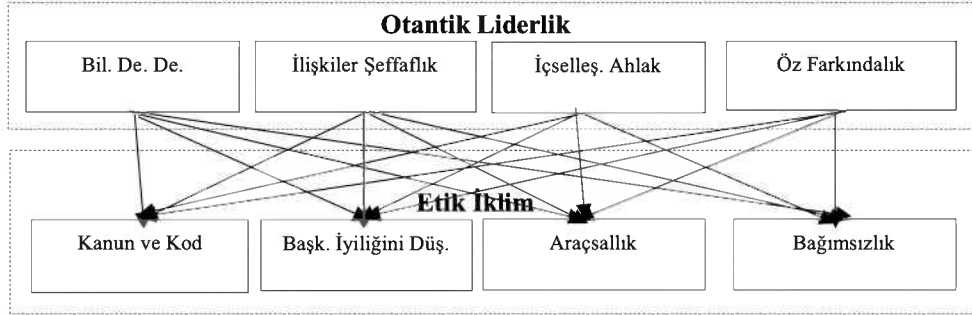 Otantik Liderlik
Bil. De. De.
İlişkiler Şeffaflık
İçselleş. Ahlak
Öz Farkındalık
Etik İklim
Kanun ve Kod
Başk. İyiliğini Düş.
Araçsallık
Bağımsızlık